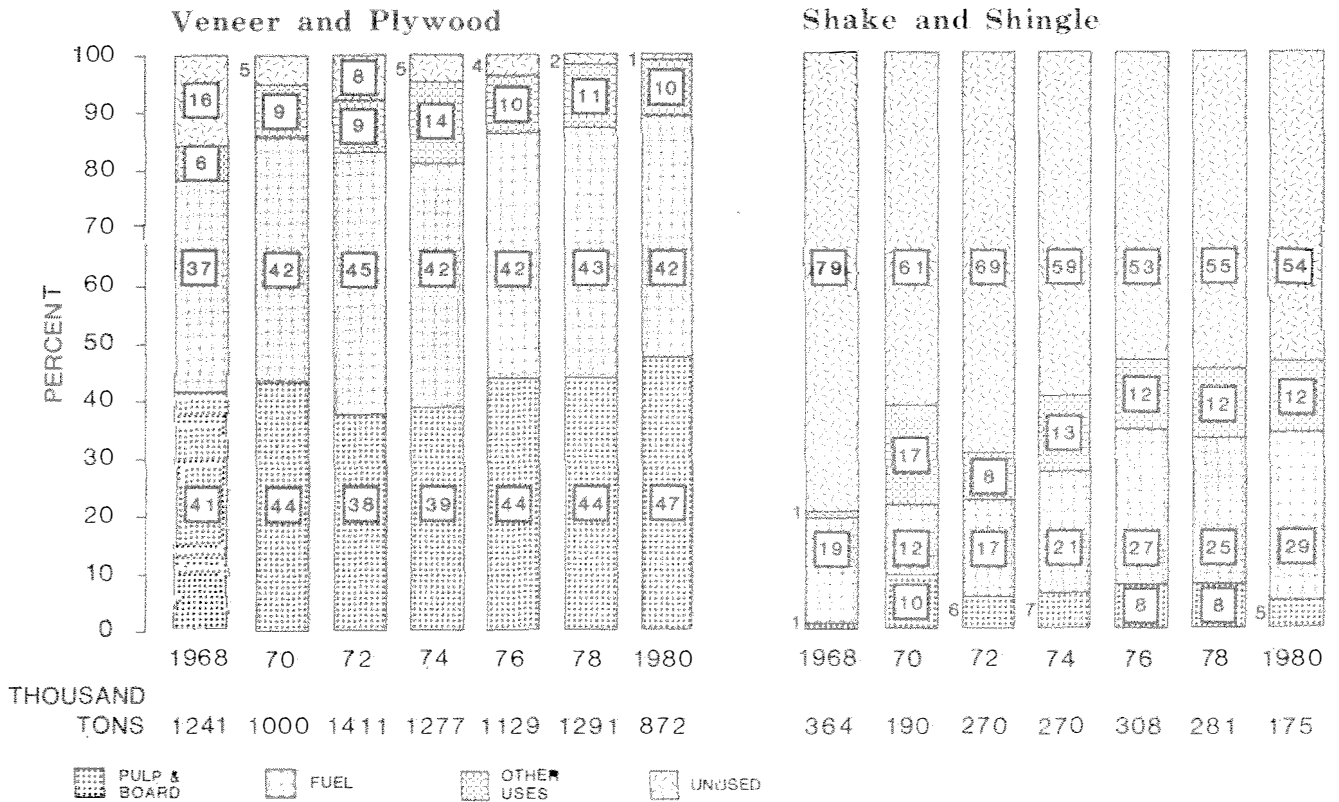 Veneer and Plywood
PERCENT
100
90
80
70
60
50
40
30
20
10
0
16 6 37 41
5 9 42 44
8 9 45 38
5 14 42 39
4 10 42 44
2 11 43 44
1 10 42 47
1968 70 72 74 76 78 1980
THOUSAND
TONS 1241 1000 1411 1277 1129 1291 872
Shake and Shingle
79 1 19 1
61 17 12 10
69 8 17 6
59 13 21 7
53 12 27 8
55 12 25 8
54 12 29 5
1968 70 72 74 76 78 1980
364 190 270 270 308 281 175
PULP &
BOARD
FUEL
OTHER
USES
UNUSED